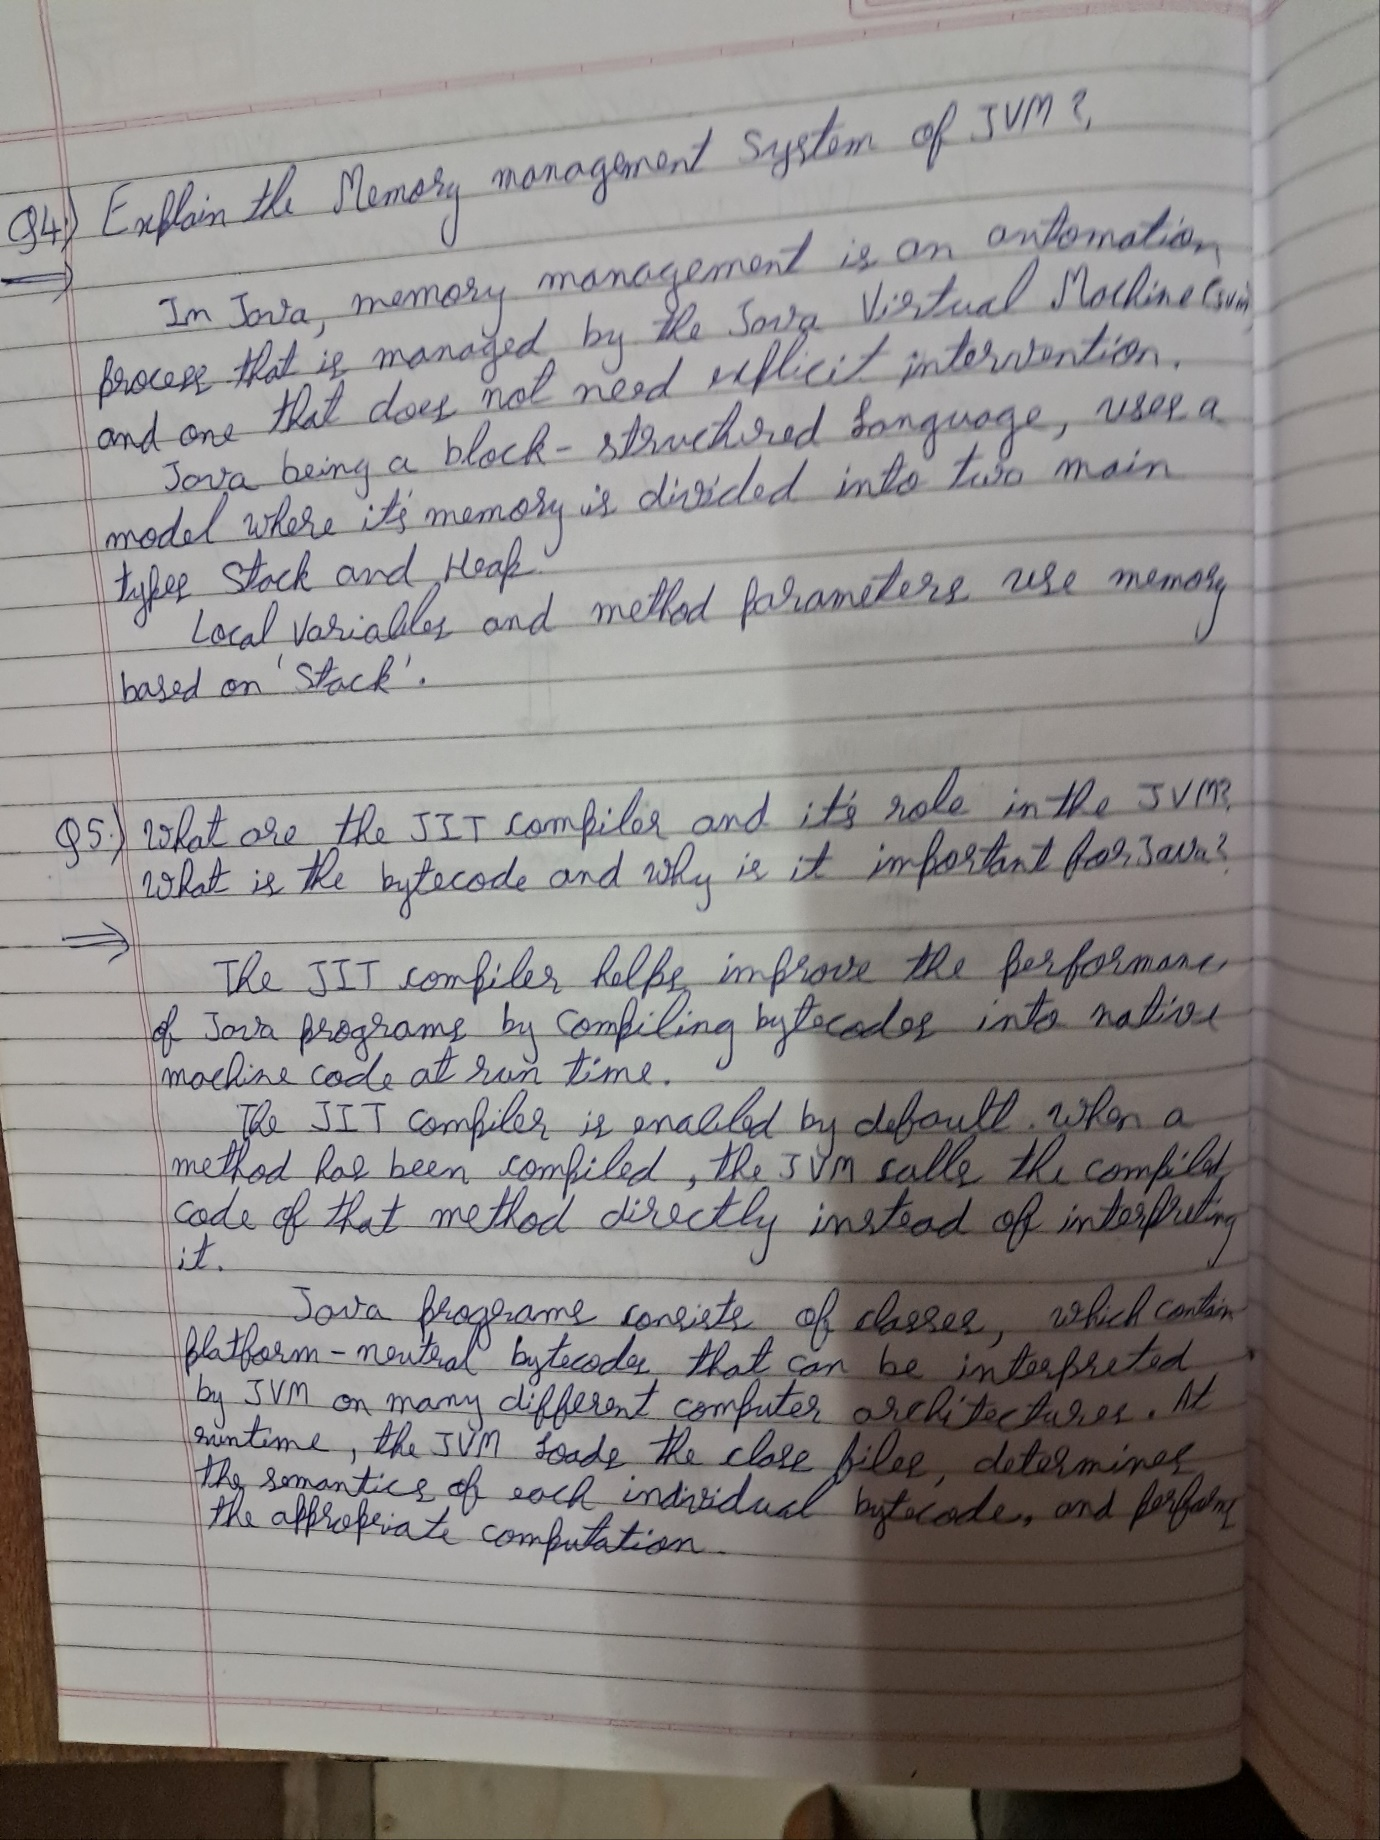 Q4.) Explain the Memory management System of JVM?
In Java, memory management is an automation
process that is managed by the Java Virtual Machine (JVM)
and one that does not need explicit intervention.
Java being a block-structured language, uses a
model where it's memory is divided into two main
types Stack and Heap.
Local Variables and method parameters use memory
based on 'Stack'.
Q5.) What are the JIT compiler and it's role in the JVM?
What is the bytecode and why is it important for Java?
The JIT compiler helps improve the performanc
of Java programs by compiling bytecodes into native
machine code at run time.
The JIT compiler is enabled by default. When a
method has been compiled, the JVM calls the compiled
code of that method directly instead of interpreting
it.
Java programs consists of classes, which contain
platform-neutral bytecodes that can be interpreted
by JVM on many different computer architectures. At
runtime, the JVM loads the class files, determines
the semantics of each individual bytecode, and performs
the appropriate computation.